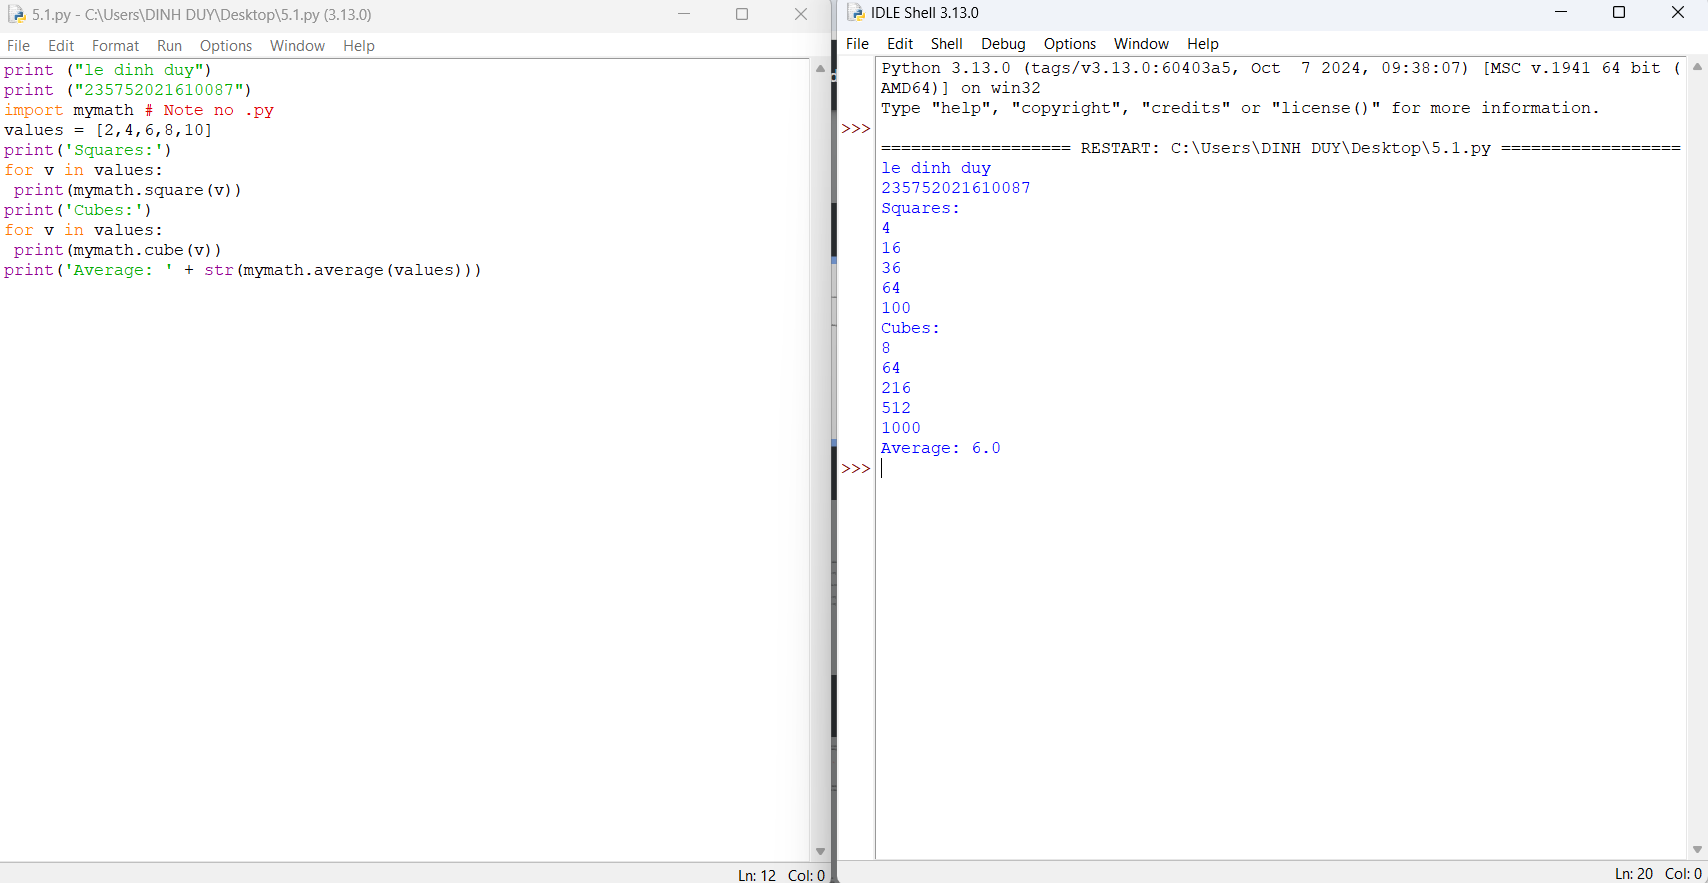 5.1.py - C:\Users\DINH DUY\Desktop\5.1.py (3.13.0)
File Edit Format Run Options Window Help
print ("le dinh duy")
print ("235752021610087")
import mymath # Note no .py
values = [2,4,6,8,10]
print('Squares:')
for v in values:
 print(mymath.square(v))
print('Cubes:')
for v in values:
 print(mymath.cube(v))
print('Average: ' + str(mymath.average(values)))
Ln: 12 Col: 0
IDLE Shell 3.13.0
File Edit Shell Debug Options Window Help
Python 3.13.0 (tags/v3.13.0:60403a5, Oct  7 2024, 09:38:07) [MSC v.1941 64 bit (
AMD64)] on win32
Type "help", "copyright", "credits" or "license()" for more information.
>>>
=================== RESTART: C:\Users\DINH DUY\Desktop\5.1.py ==================
le dinh duy
235752021610087
Squares:
4
16
36
64
100
Cubes:
8
64
216
512
1000
Average: 6.0
>>>
Ln: 20 Col: 0